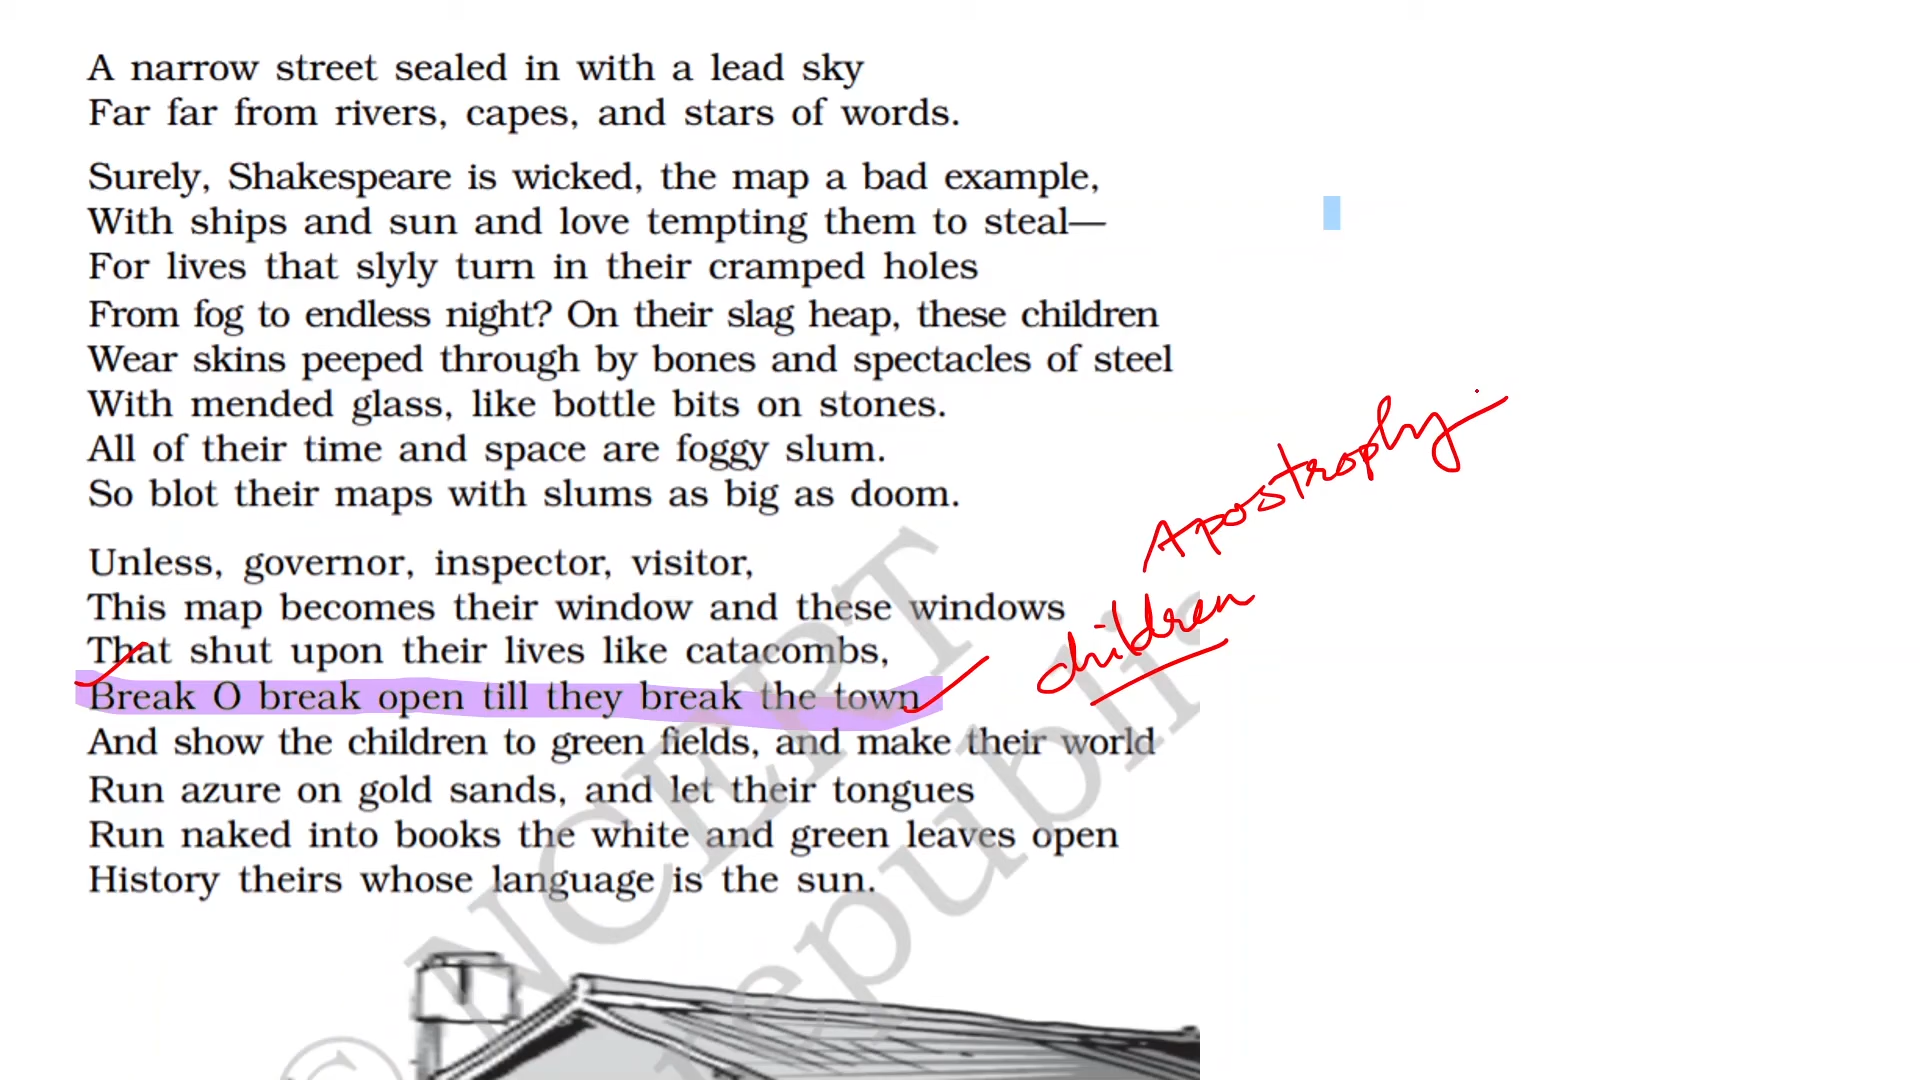 A narrow street sealed in with a lead sky
Far far from rivers, capes, and stars of words.
Surely, Shakespeare is wicked, the map a bad example,
With ships and sun and love tempting them to steal—
For lives that slyly turn in their cramped holes
From fog to endless night? On their slag heap, these children
Wear skins peeped through by bones and spectacles of steel
With mended glass, like bottle bits on stones.
All of their time and space are foggy slum.
So blot their maps with slums as big as doom.
Unless, governor, inspector, visitor,
This map becomes their window and these windows
That shut upon their lives like catacombs,
Break O break open till they break the town
And show the children to green fields, and make their world
Run azure on gold sands, and let their tongues
Run naked into books the white and green leaves open
History theirs whose language is the sun.
Apostrophy
children
© NCERT
republis